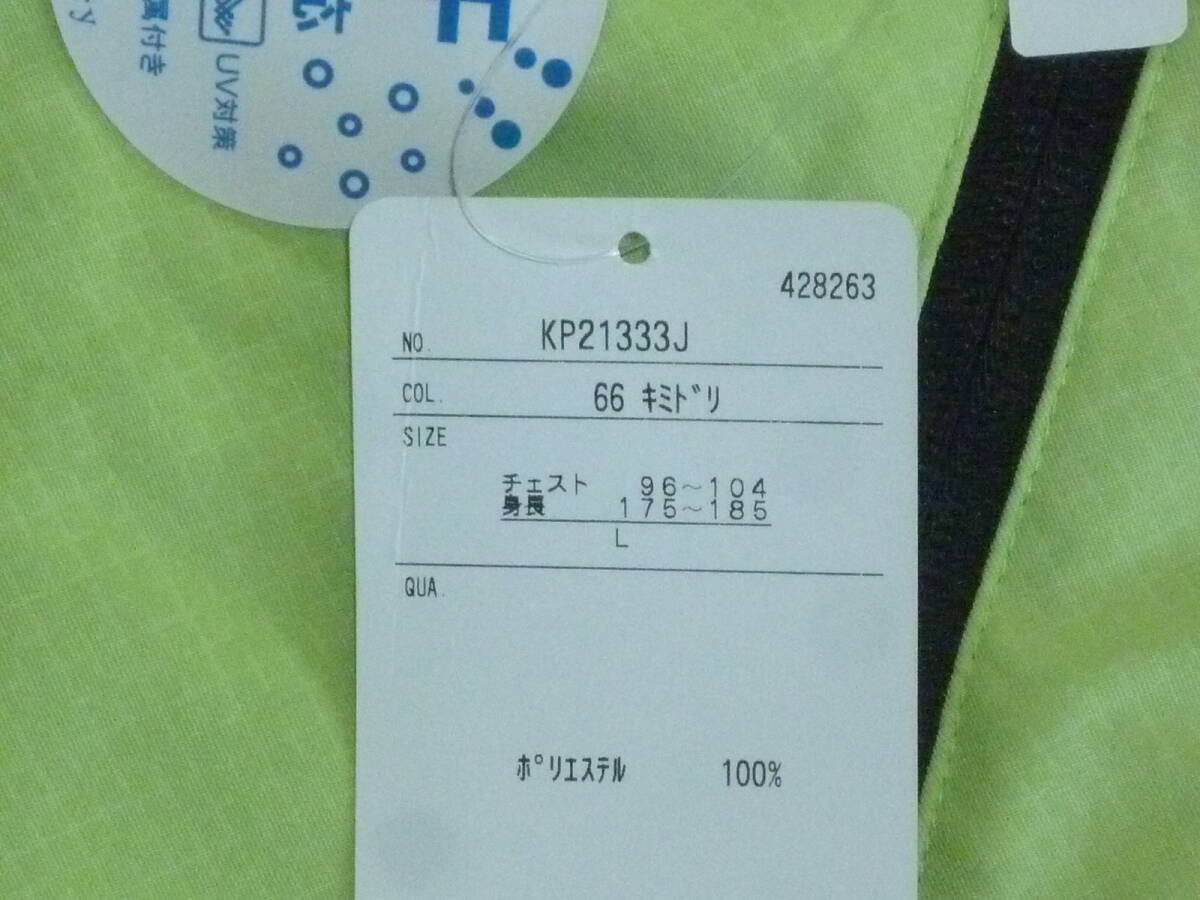 UV対策
428263
NO. KP21333J
COL. 66 キミドリ
SIZE
チェスト 96～104
身長 175～185
L
QUA.
ポリエステル 100%